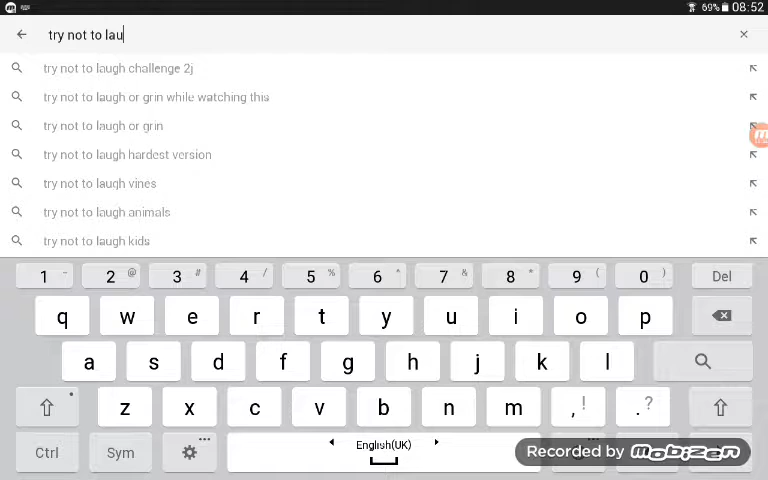 69% 08:52
try not to lau
try not to laugh challenge 2j
try not to laugh or grin while watching this
try not to laugh or grin
try not to laugh hardest version
try not to laugh vines
try not to laugh animals
try not to laugh kids
1 - 2 @ 3 # 4 / 5 % 6 ^ 7 & 8 * 9 ( 0 ) Del
q w e r t y u i o p
a s d f g h j k l
z x c v b n m , ! . ?
Ctrl Sym English(UK)
Recorded by mobizen